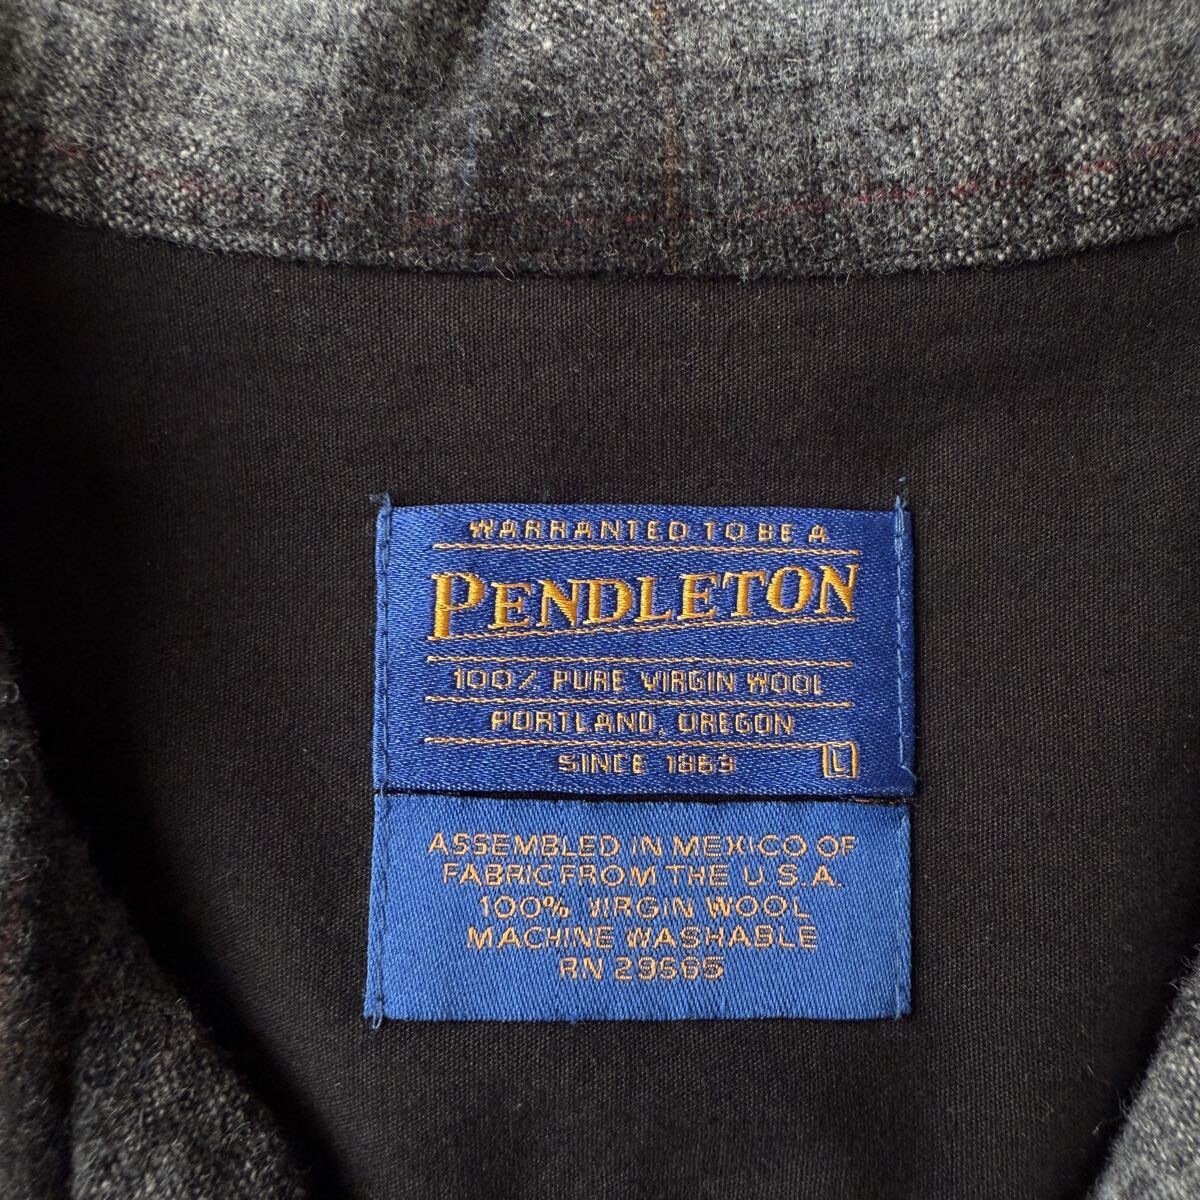 WARRANTED TO BE A
PENDLETON
100% PURE VIRGIN WOOL
PORTLAND, OREGON
SINCE 1863
L
ASSEMBLED IN MEXICO OF
FABRIC FROM THE U.S.A.
100% VIRGIN WOOL
MACHINE WASHABLE
RN 29565